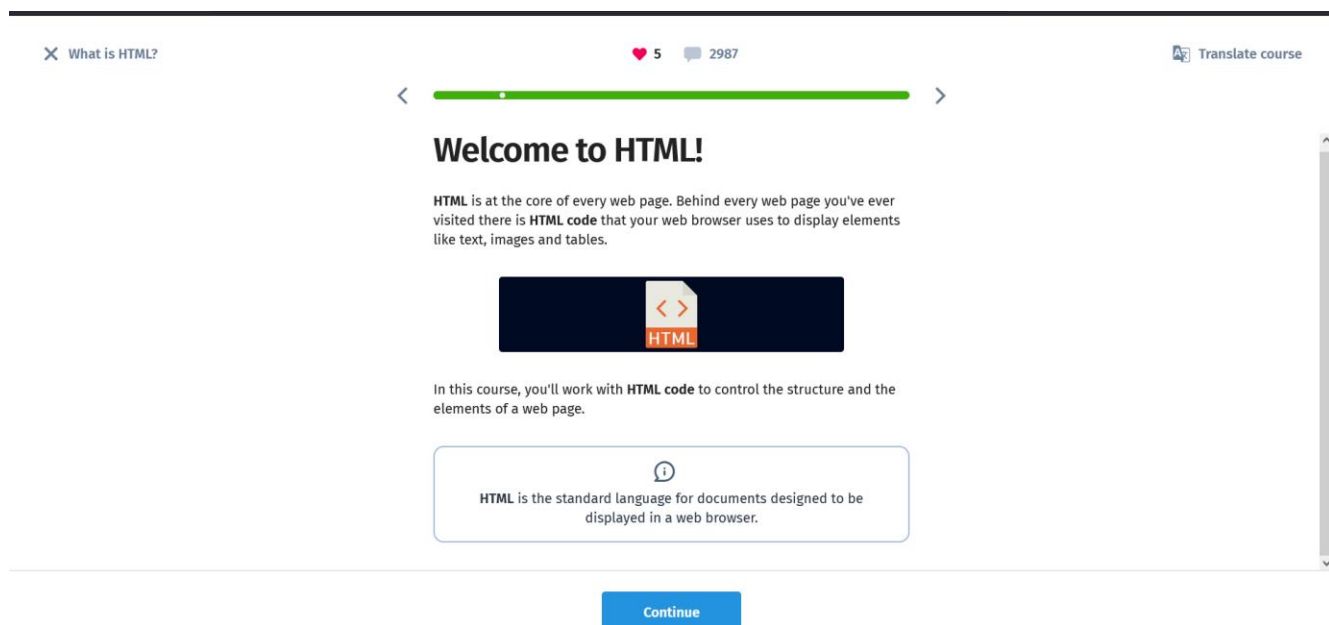 What is HTML?
5
2987
Translate course
Welcome to HTML!
HTML is at the core of every web page. Behind every web page you've ever
visited there is HTML code that your web browser uses to display elements
like text, images and tables.
< >
HTML
In this course, you'll work with HTML code to control the structure and the
elements of a web page.
HTML is the standard language for documents designed to be
displayed in a web browser.
Continue